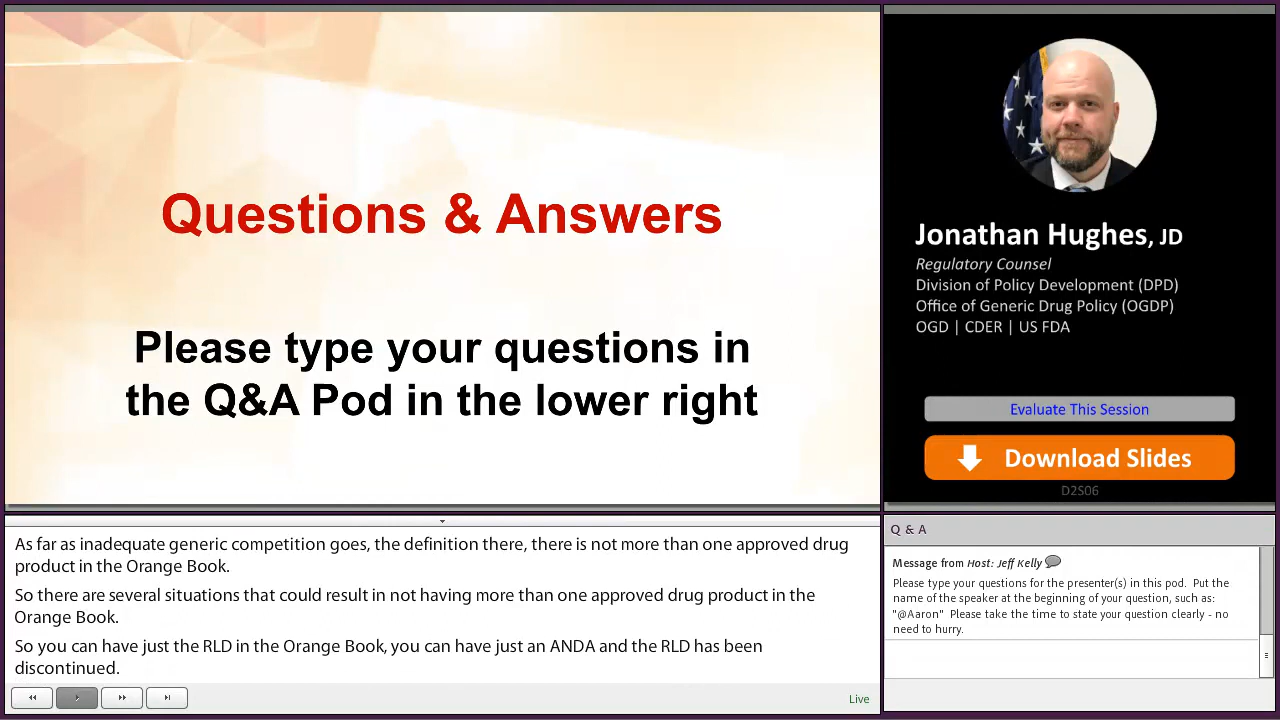 Questions & Answers
Please type your questions in
the Q&A Pod in the lower right
Jonathan Hughes, JD
Regulatory Counsel
Division of Policy Development (DPD)
Office of Generic Drug Policy (OGDP)
OGD | CDER | US FDA
Evaluate This Session
Download Slides
D2S06
As far as inadequate generic competition goes, the definition there, there is not more than one approved drug
product in the Orange Book.
So there are several situations that could result in not having more than one approved drug product in the
Orange Book.
So you can have just the RLD in the Orange Book, you can have just an ANDA and the RLD has been
discontinued.
Live
Q & A
Message from Host: Jeff Kelly
Please type your questions for the presenter(s) in this pod. Put the
name of the speaker at the beginning of your question, such as:
"@Aaron" Please take the time to state your question clearly - no
need to hurry.